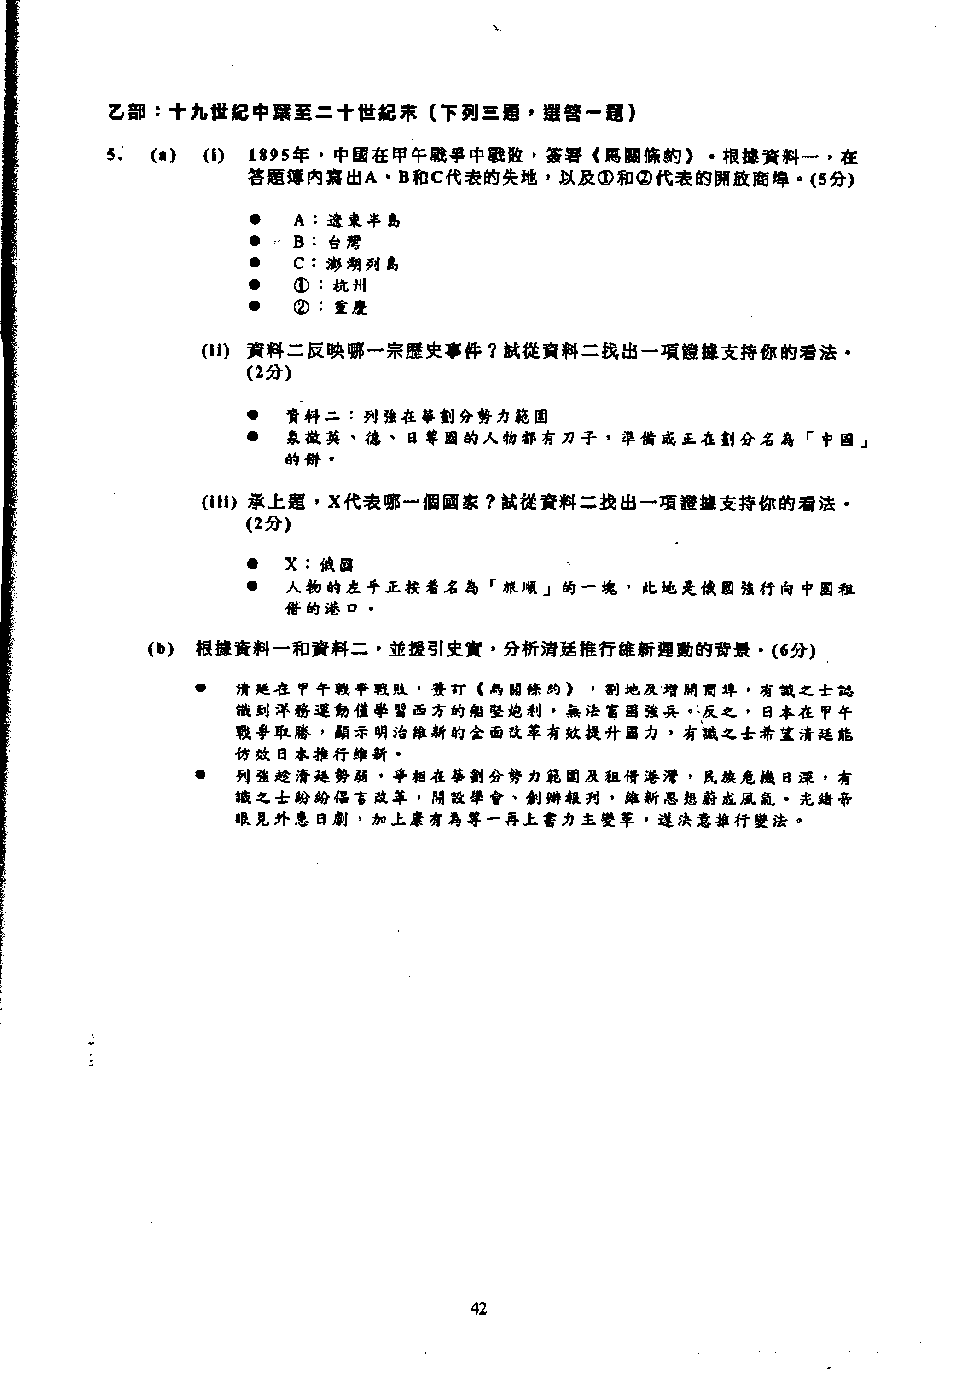 乙部：十九世紀中葉至二十世紀末（下列三題，選答一題）
5. (a) (i) 1895年，中國在甲午戰爭中戰敗，簽署《馬關條約》。根據資料一，在
答題簿內寫出A、B和C代表的失地，以及①和②代表的開放商埠。(5分)
● A：遼東半島
● B：台灣
● C：澎湖列島
● ①：杭州
● ②：重慶
(ii) 資料二反映哪一宗歷史事件？試從資料二找出一項證據支持你的看法。
(2分)
● 資料二：列強在華劃分勢力範圍
● 象徵英、德、日等國的人物都有刀子，準備或正在劃分名為「中國」
的餅。
(iii) 承上題，X代表哪一個國家？試從資料二找出一項證據支持你的看法。
(2分)
● X：俄國
● 人物的左手正按着名為「旅順」的一塊，此地是俄國強行向中國租
借的港口。
(b) 根據資料一和資料二，並援引史實，分析清廷推行維新運動的背景。(6分)
● 清廷在甲午戰爭戰敗，簽訂《馬關條約》，割地及增開商埠，有識之士認
識到洋務運動僅學習西方的船堅炮利，無法富國強兵。反之，日本在甲午
戰爭取勝，顯示明治維新的全面改革有效提升國力，有識之士希望清廷能
仿效日本推行維新。
● 列強趁清廷勢弱，爭相在華劃分勢力範圍及租借港灣，民族危機日深，有
識之士紛紛倡言改革，開設學會、創辦報刊，維新思想蔚成風氣。光緒帝
眼見外患日劇，加上康有為等一再上書力主變革，遂決意推行變法。
42